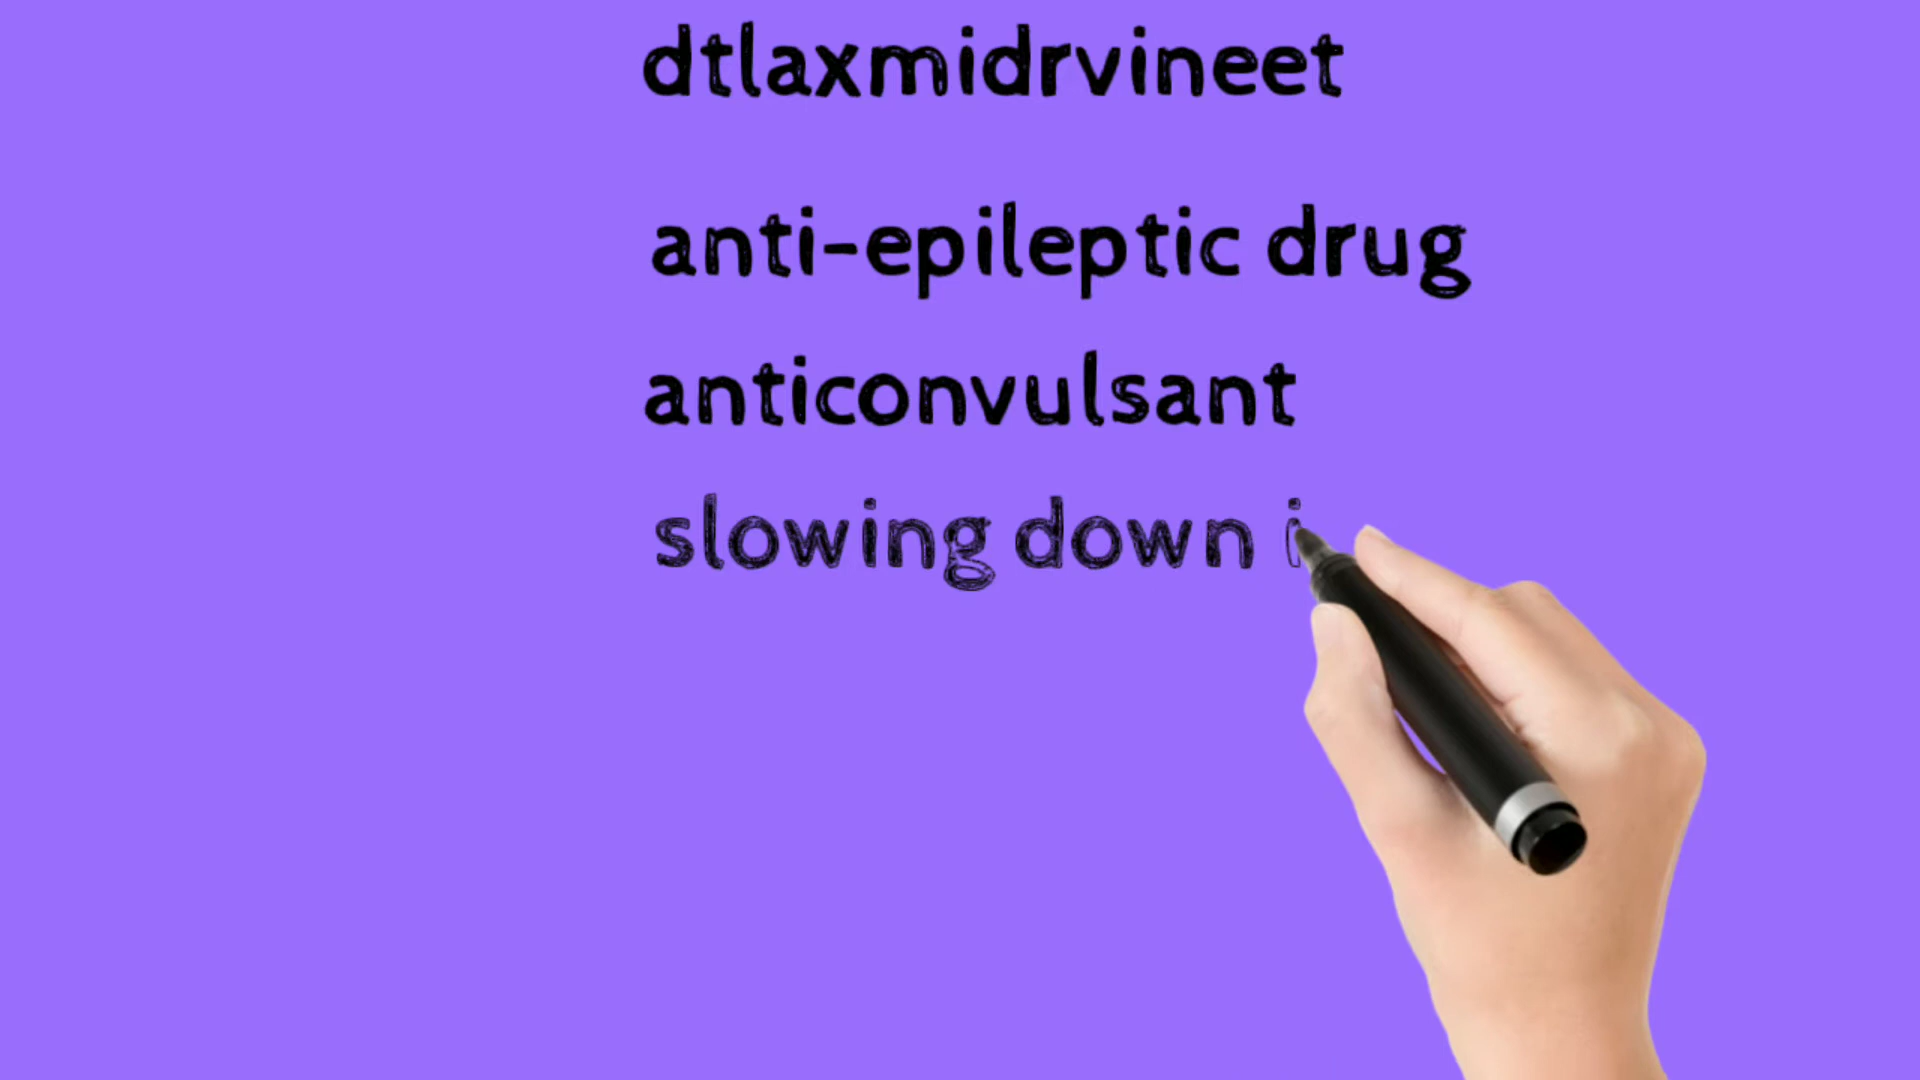 dtlaxmidrvineet
anti-epileptic drug
anticonvulsant
slowing down i